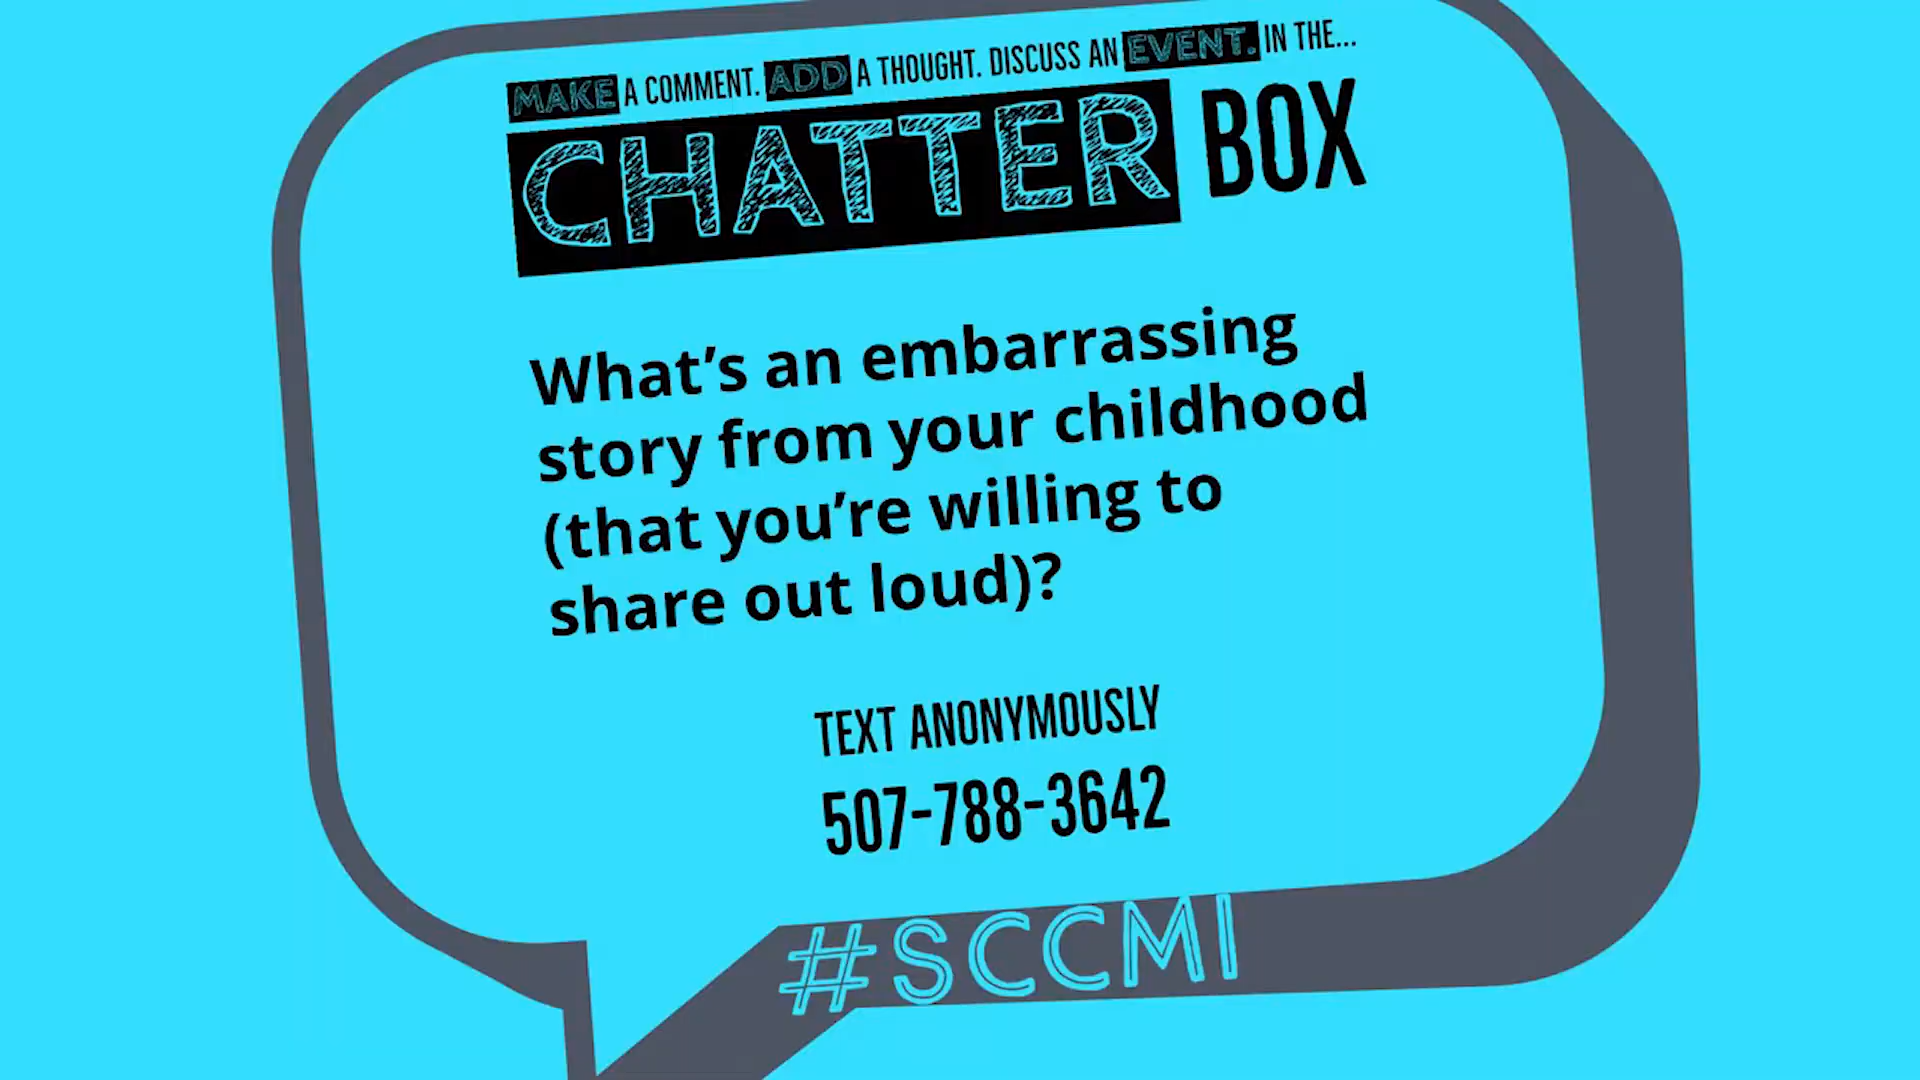 MAKE A COMMENT. ADD A THOUGHT. DISCUSS AN EVENT. IN THE...
CHATTER BOX
What’s an embarrassing
story from your childhood
(that you’re willing to
share out loud)?
TEXT ANONYMOUSLY
507-788-3642
#SCCMI